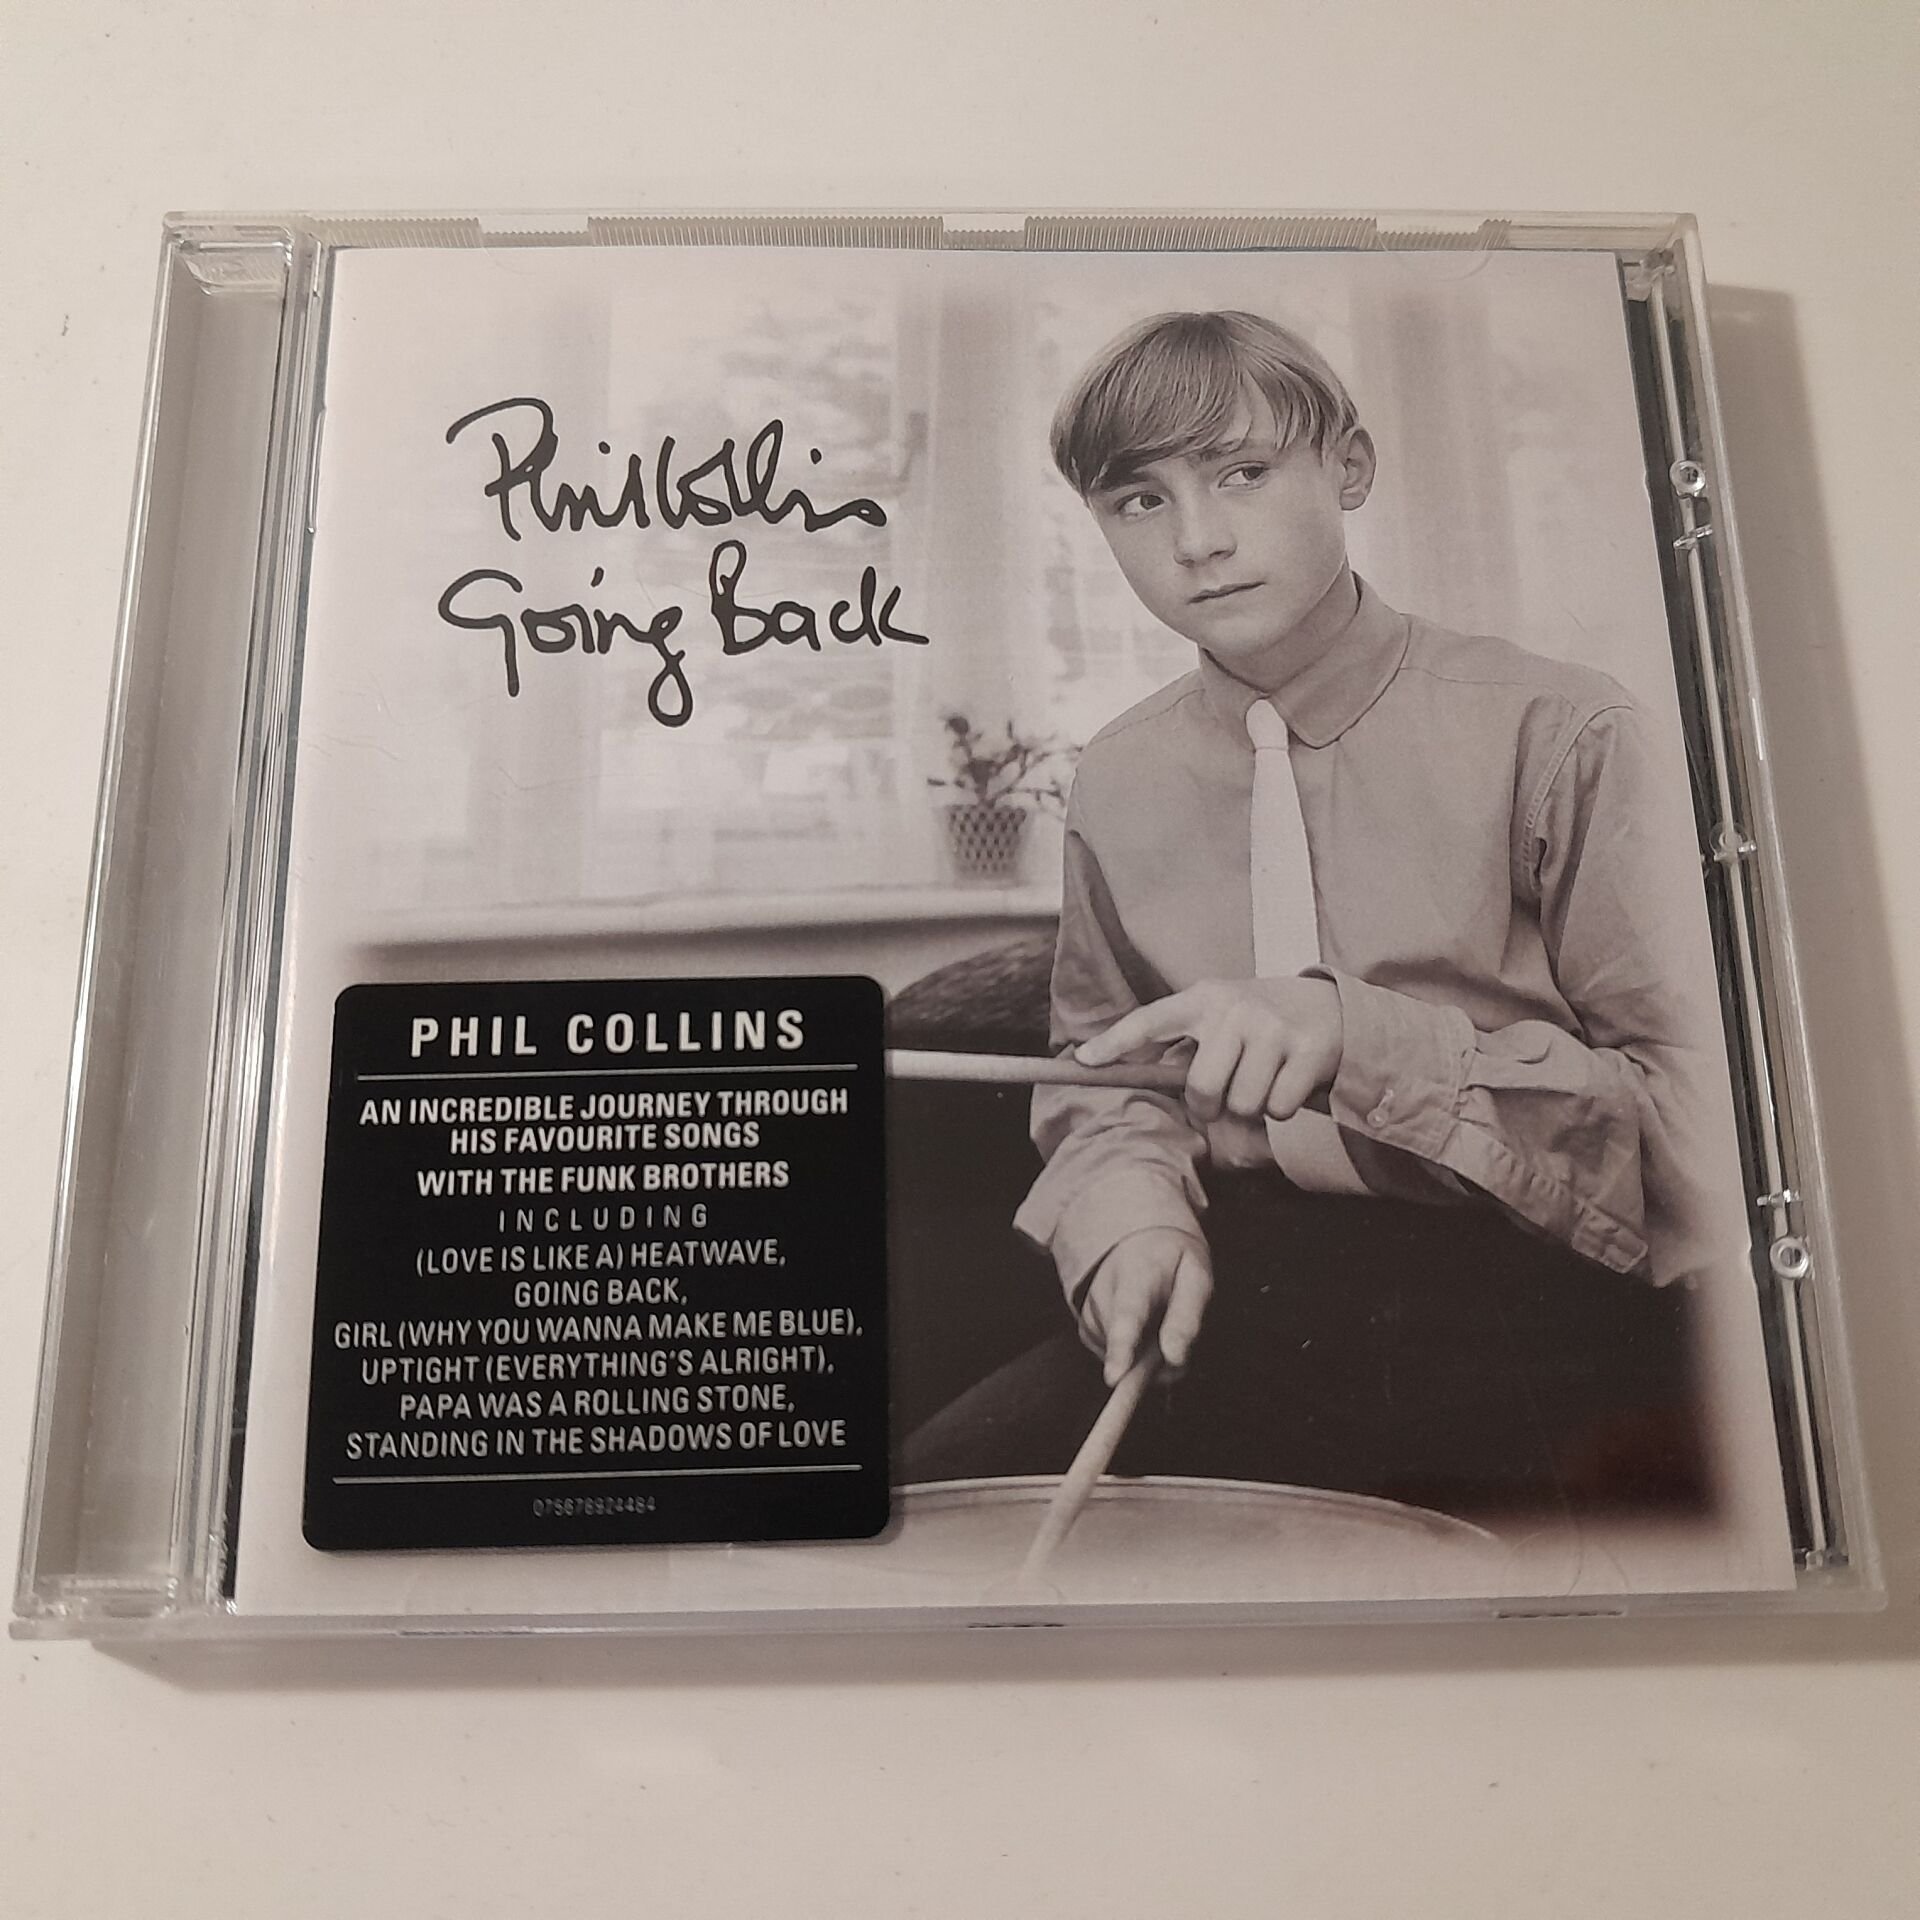 Phil Collins
Going Back
PHIL COLLINS
AN INCREDIBLE JOURNEY THROUGH
HIS FAVOURITE SONGS
WITH THE FUNK BROTHERS
INCLUDING
(LOVE IS LIKE A) HEATWAVE,
GOING BACK,
GIRL (WHY YOU WANNA MAKE ME BLUE),
UPTIGHT (EVERYTHING'S ALRIGHT),
PAPA WAS A ROLLING STONE,
STANDING IN THE SHADOWS OF LOVE
075678924484